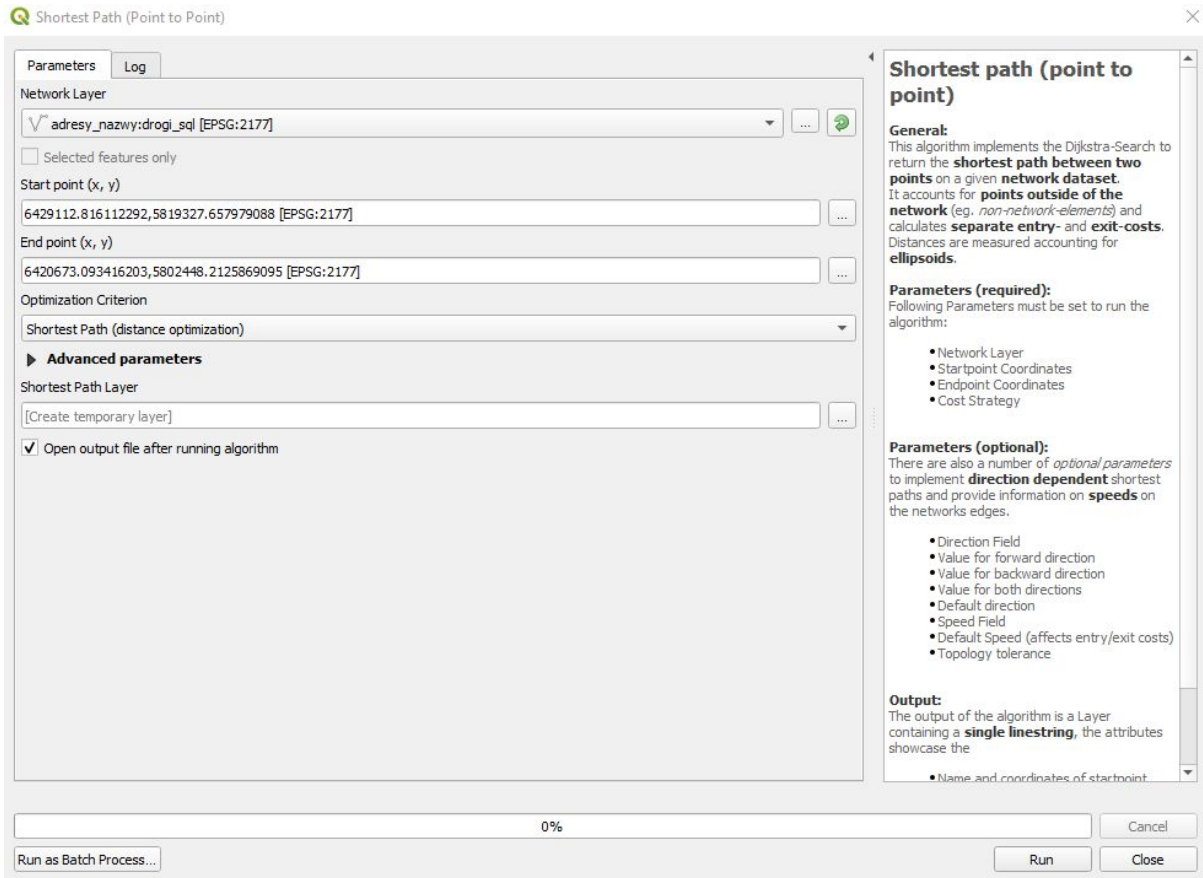 Shortest Path (Point to Point)
Parameters
Log
Network Layer
adresy_nazwy:drogi_sql [EPSG:2177]
...
Selected features only
Start point (x, y)
6429112.816112292,5819327.657979088 [EPSG:2177]
...
End point (x, y)
6420673.093416203,5802448.2125869095 [EPSG:2177]
...
Optimization Criterion
Shortest Path (distance optimization)
Advanced parameters
Shortest Path Layer
[Create temporary layer]
...
Open output file after running algorithm
Shortest path (point to
point)
General:
This algorithm implements the Dijkstra-Search to
return the shortest path between two
points on a given network dataset.
It accounts for points outside of the
network (eg. non-network-elements) and
calculates separate entry- and exit-costs.
Distances are measured accounting for
ellipsoids.
Parameters (required):
Following Parameters must be set to run the
algorithm:
•Network Layer
•Startpoint Coordinates
•Endpoint Coordinates
•Cost Strategy
Parameters (optional):
There are also a number of optional parameters
to implement direction dependent shortest
paths and provide information on speeds on
the networks edges.
•Direction Field
•Value for forward direction
•Value for backward direction
•Value for both directions
•Default direction
•Speed Field
•Default Speed (affects entry/exit costs)
•Topology tolerance
Output:
The output of the algorithm is a Layer
containing a single linestring, the attributes
showcase the
•Name and coordinates of startpoint
0%
Cancel
Run as Batch Process...
Run
Close